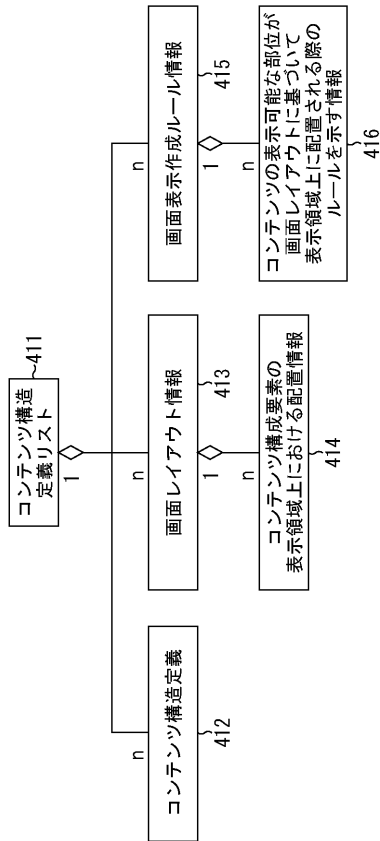 コンテンツ構造
定義リスト
411
1
n
n
n
コンテンツ構造定義
412
画面レイアウト情報
413
画面表示作成ルール情報
415
1
n
1
n
コンテンツ構成要素の
表示領域上における配置情報
414
コンテンツの表示可能な部位が
画面レイアウトに基づいて
表示領域上に配置される際の
ルールを示す情報
416